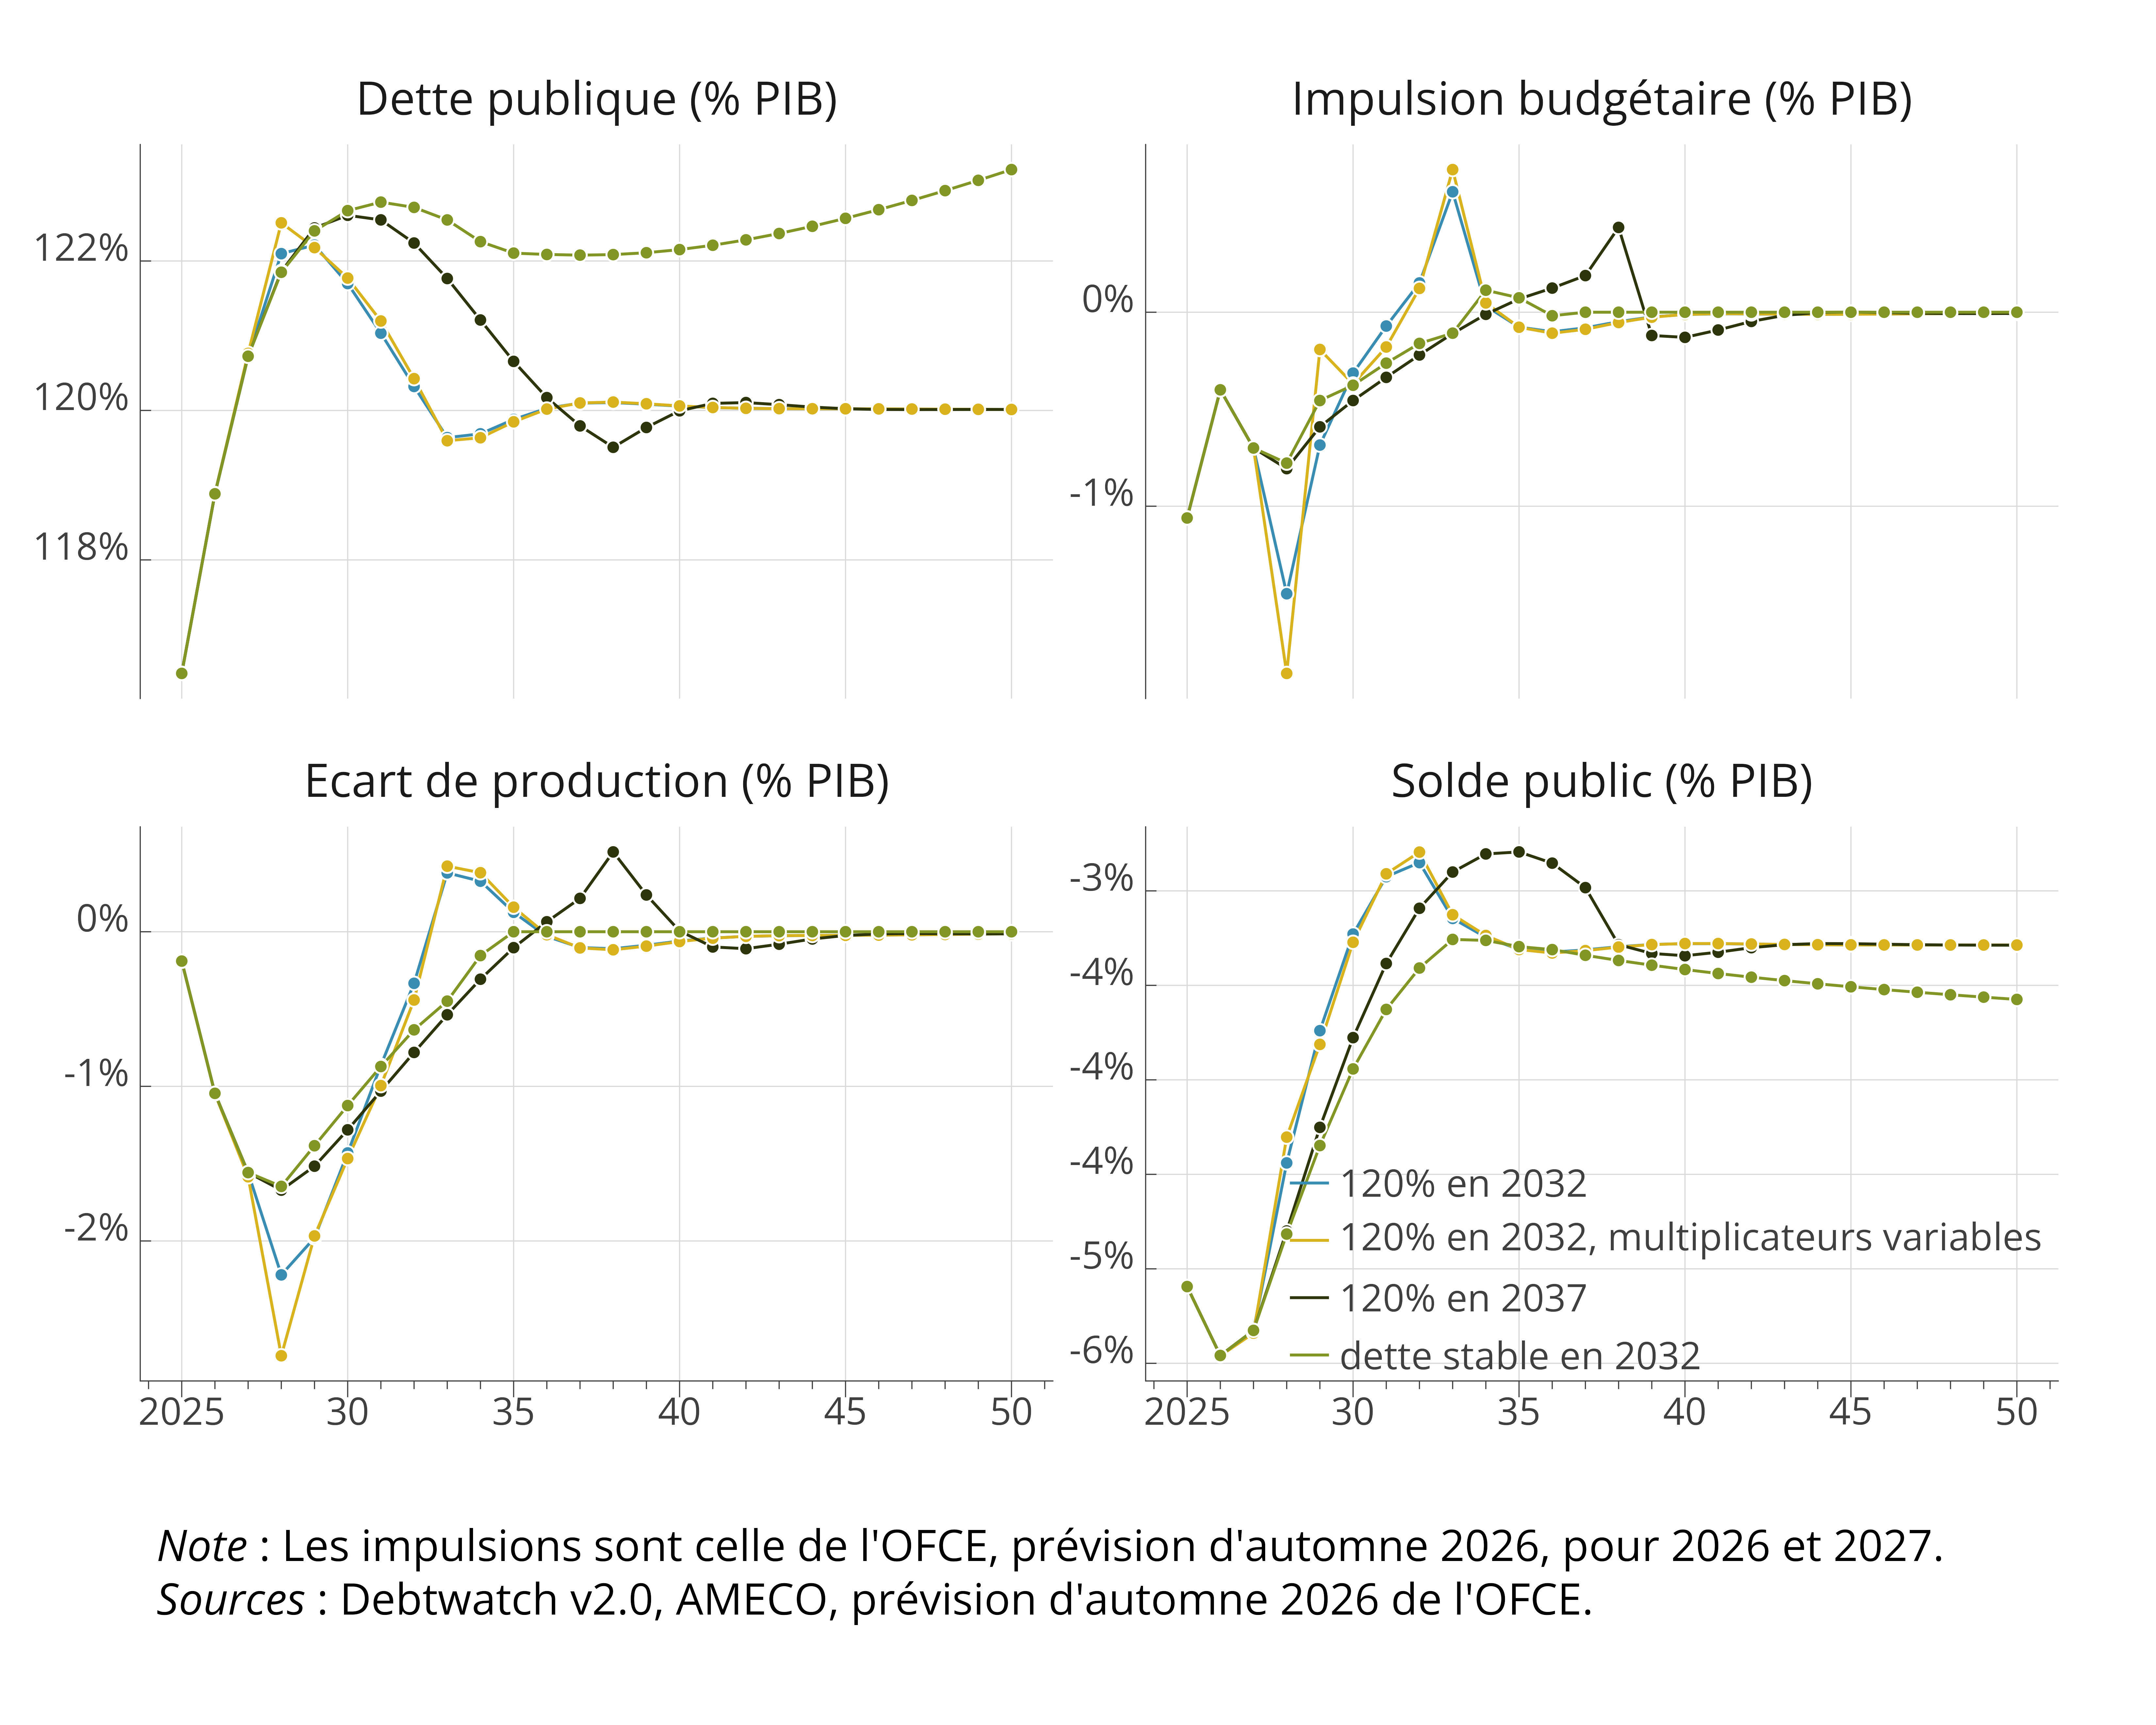 Dette publique (% PIB)
122%
120%
118%
Impulsion budgétaire (% PIB)
0%
-1%
Ecart de production (% PIB)
0%
-1%
-2%
2025 30 35 40 45 50
Solde public (% PIB)
-3%
-4%
-4%
-4%
-5%
-6%
120% en 2032
120% en 2032, multiplicateurs variables
120% en 2037
dette stable en 2032
2025 30 35 40 45 50
Note : Les impulsions sont celle de l'OFCE, prévision d'automne 2026, pour 2026 et 2027.
Sources : Debtwatch v2.0, AMECO, prévision d'automne 2026 de l'OFCE.